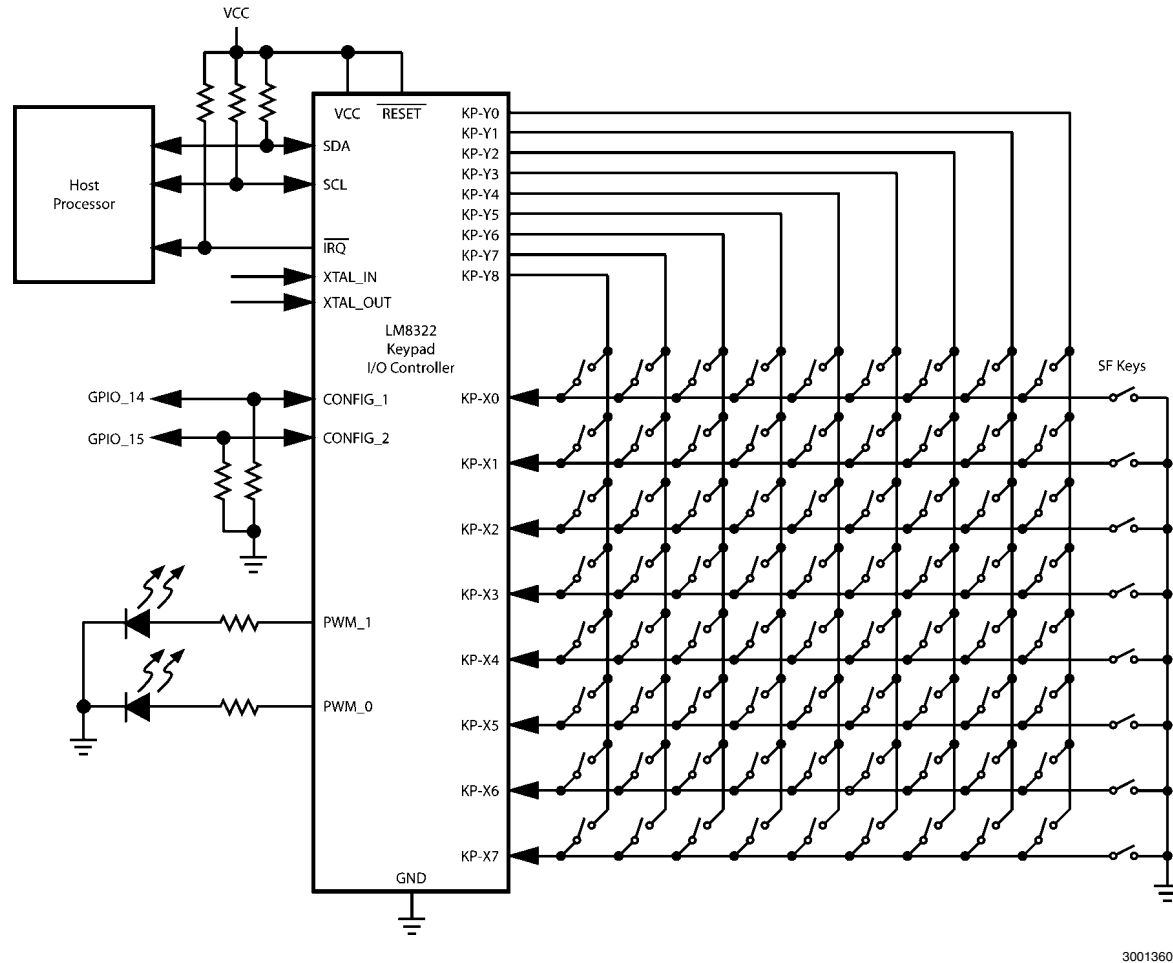 VCC
VCC RESET
Host
Processor
SDA
SCL
IRQ
XTAL_IN
XTAL_OUT
LM8322
Keypad
I/O Controller
GPIO_14
CONFIG_1
GPIO_15
CONFIG_2
PWM_1
PWM_0
GND
KP-Y0
KP-Y1
KP-Y2
KP-Y3
KP-Y4
KP-Y5
KP-Y6
KP-Y7
KP-Y8
SF Keys
KP-X0
KP-X1
KP-X2
KP-X3
KP-X4
KP-X5
KP-X6
KP-X7
3001360